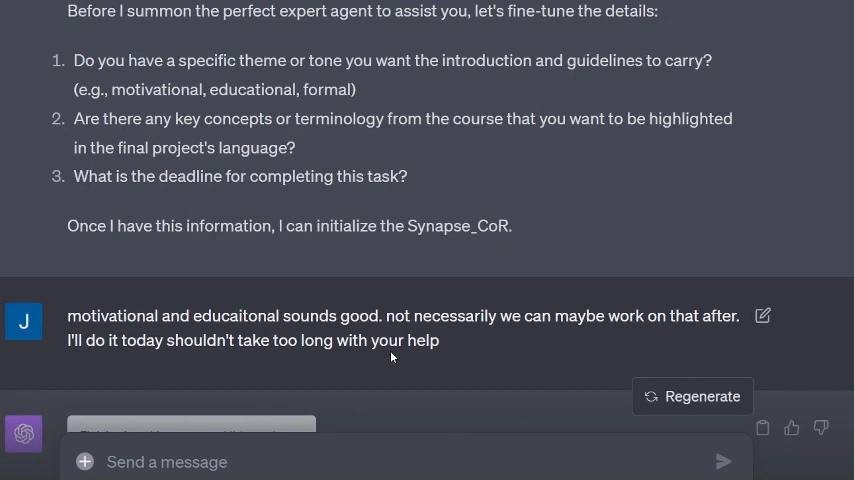 Before I summon the perfect expert agent to assist you, let's fine-tune the details:
1. Do you have a specific theme or tone you want the introduction and guidelines to carry?
(e.g., motivational, educational, formal)
2. Are there any key concepts or terminology from the course that you want to be highlighted
in the final project's language?
3. What is the deadline for completing this task?
Once I have this information, I can initialize the Synapse_CoR.
J
motivational and educaitonal sounds good. not necessarily we can maybe work on that after.
I'll do it today shouldn't take too long with your help
Regenerate
Send a message